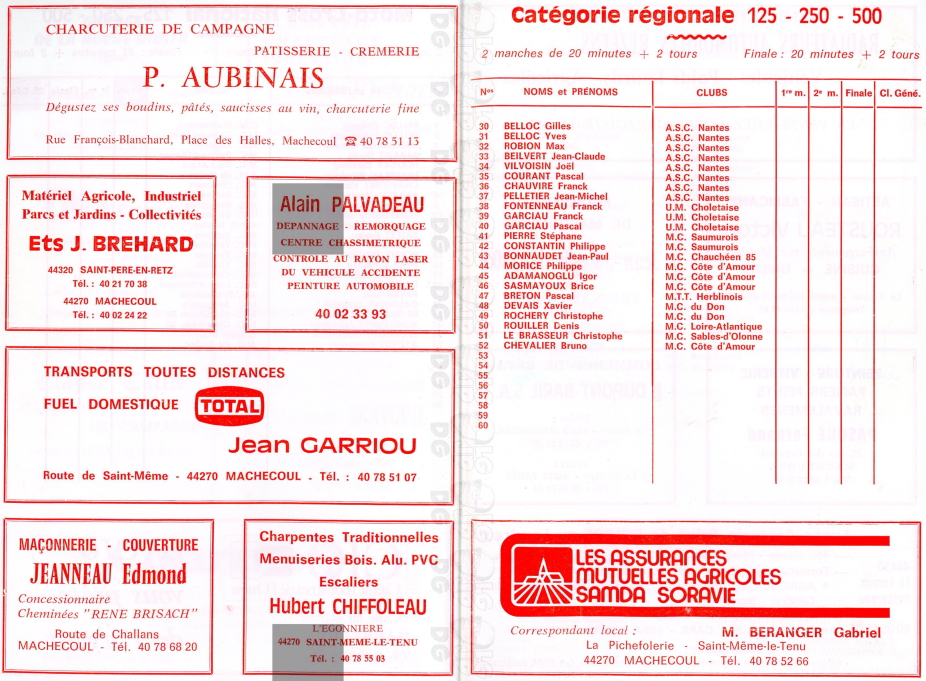 CHARCUTERIE DE CAMPAGNE
PATISSERIE - CREMERIE
P. AUBINAIS
Dégustez ses boudins, pâtés, saucisses au vin, charcuterie fine
Rue François-Blanchard, Place des Halles, Machecoul ☎ 40 78 51 13
Matériel Agricole, Industriel
Parcs et Jardins - Collectivités
Ets J. BREHARD
44320 SAINT-PERE-EN-RETZ
Tél. : 40 21 70 38
44270 MACHECOUL
Tél. : 40 02 24 22
Alain PALVADEAU
DEPANNAGE - REMORQUAGE
CENTRE CHASSIMETRIQUE
CONTROLE AU RAYON LASER
DU VEHICULE ACCIDENTE
PEINTURE AUTOMOBILE
40 02 33 93
TRANSPORTS TOUTES DISTANCES
FUEL DOMESTIQUE TOTAL
Jean GARRIOU
Route de Saint-Même - 44270 MACHECOUL - Tél. : 40 78 51 07
MAÇONNERIE - COUVERTURE
JEANNEAU Edmond
Concessionnaire
Cheminées "RENE BRISACH"
Route de Challans
MACHECOUL - Tél. 40 78 68 20
Charpentes Traditionnelles
Menuiseries Bois. Alu. PVC
Escaliers
Hubert CHIFFOLEAU
L'EGONNIERE
44270 SAINT-MEME-LE-TENU
Tél. : 40 78 55 03
Catégorie régionale 125 - 250 - 500
2 manches de 20 minutes + 2 tours Finale : 20 minutes + 2 tours
Nos NOMS et PRÉNOMS CLUBS 1re m. 2e m. Finale Cl. Géné.
30 BELLOC Gilles A.S.C. Nantes
31 BELLOC Yves A.S.C. Nantes
32 ROBION Max A.S.C. Nantes
33 BEILVERT Jean-Claude A.S.C. Nantes
34 VILVOISIN Joël A.S.C. Nantes
35 COURANT Pascal A.S.C. Nantes
36 CHAUVIRE Franck A.S.C. Nantes
37 PELLETIER Jean-Michel A.S.C. Nantes
38 FONTENNEAU Franck U.M. Choletaise
39 GARCIAU Franck U.M. Choletaise
40 GARCIAU Pascal U.M. Choletaise
41 PIERRE Stéphane M.C. Saumurois
42 CONSTANTIN Philippe M.C. Saumurois
43 BONNAUDET Jean-Paul M.C. Chauchéen 85
44 MORICE Philippe M.C. Côte d'Amour
45 ADAMANOGLU Igor M.C. Côte d'Amour
46 SASMAYOUX Brice M.C. Côte d'Amour
47 BRETON Pascal M.T.T. Herblinois
48 DEVAIS Xavier M.C. du Don
49 ROCHERY Christophe M.C. du Don
50 ROUILLER Denis M.C. Loire-Atlantique
51 LE BRASSEUR Christophe M.C. Sables-d'Olonne
52 CHEVALIER Bruno M.C. Côte d'Amour
53
54
55
56
57
58
59
60
LES ASSURANCES
MUTUELLES AGRICOLES
SAMDA SORAVIE
Correspondant local : M. BERANGER Gabriel
La Pichefolerie - Saint-Même-le-Tenu
44270 MACHECOUL - Tél. 40 78 52 66